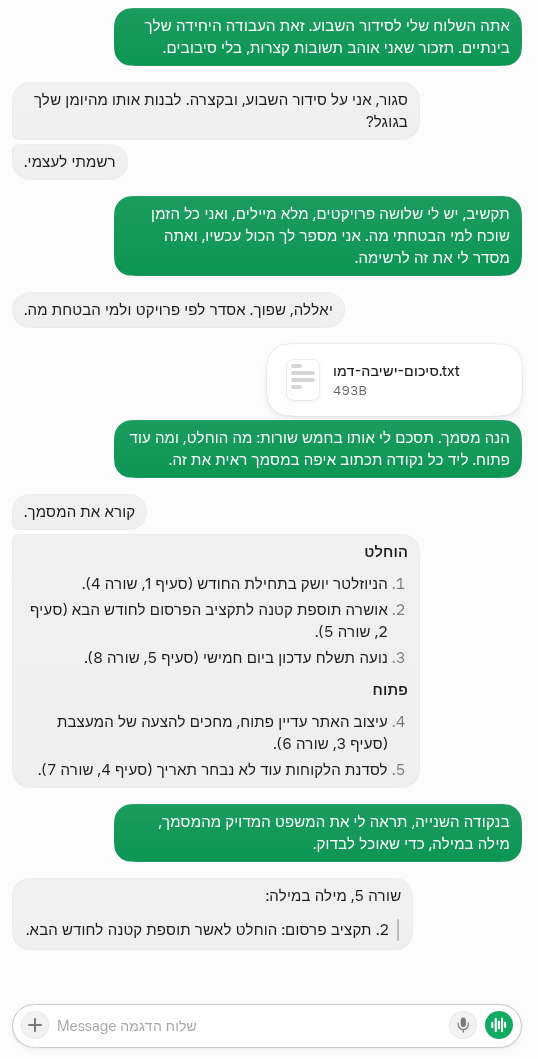 אתה השלוח שלי לסידור השבוע. זאת העבודה היחידה שלך
בינתיים. תזכור שאני אוהב תשובות קצרות, בלי סיבובים.
סגור, אני על סידור השבוע, ובקצרה. לבנות אותו מהיומן שלך
בגוגל?
רשמתי לעצמי.
תקשיב, יש לי שלושה פרויקטים, מלא מיילים, ואני כל הזמן
שוכח למי הבטחתי מה. אני מספר לך הכול עכשיו, ואתה
מסדר לי את זה לרשימה.
יאללה, שפוך. אסדר לפי פרויקט ולמי הבטחת מה.
סיכום-ישיבה-דמו.txt
493B
הנה מסמך. תסכם לי אותו בחמש שורות: מה הוחלט, ומה עוד
פתוח. ליד כל נקודה תכתוב איפה במסמך ראית את זה.
קורא את המסמך.
הוחלט
1. הניוזלטר יושק בתחילת החודש (סעיף 1, שורה 4).
2. אושרה תוספת קטנה לתקציב הפרסום לחודש הבא (סעיף
2, שורה 5).
3. נועה תשלח עדכון ביום חמישי (סעיף 5, שורה 8).
פתוח
4. עיצוב האתר עדיין פתוח, מחכים להצעה של המעצבת
(סעיף 3, שורה 6).
5. לסדנת הלקוחות עוד לא נבחר תאריך (סעיף 4, שורה 7).
בנקודה השנייה, תראה לי את המשפט המדויק מהמסמך,
מילה במילה, כדי שאוכל לבדוק.
שורה 5, מילה במילה:
2. תקציב פרסום: הוחלט לאשר תוספת קטנה לחודש הבא.
Message שלוח הדגמה